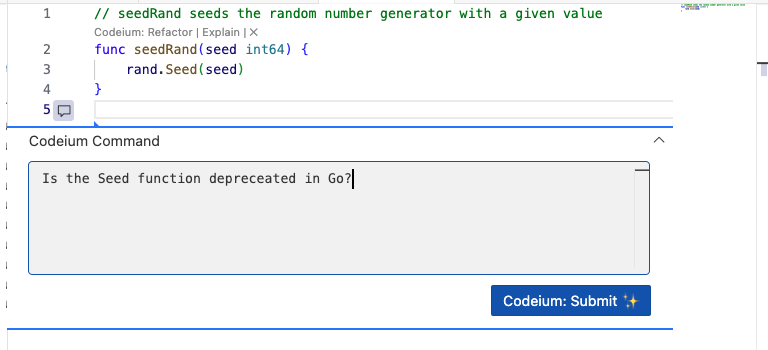 1 // seedRand seeds the random number generator with a given value
Codeium: Refactor | Explain | ×
2 func seedRand(seed int64) {
3 rand.Seed(seed)
4 }
5
Codeium Command
Is the Seed function depreceated in Go?
Codeium: Submit ✨